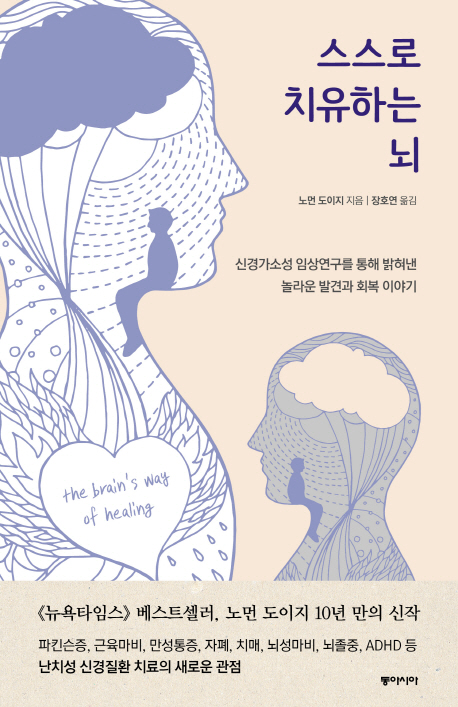 스스로
치유하는
뇌
노먼 도이지 지음 | 장호연 옮김
신경가소성 임상연구를 통해 밝혀낸
놀라운 발견과 회복 이야기
the brain's way
of healing
《뉴욕타임스》 베스트셀러, 노먼 도이지 10년 만의 신작
파킨슨증, 근육마비, 만성통증, 자폐, 치매, 뇌성마비, 뇌졸중, ADHD 등
난치성 신경질환 치료의 새로운 관점
동아시아